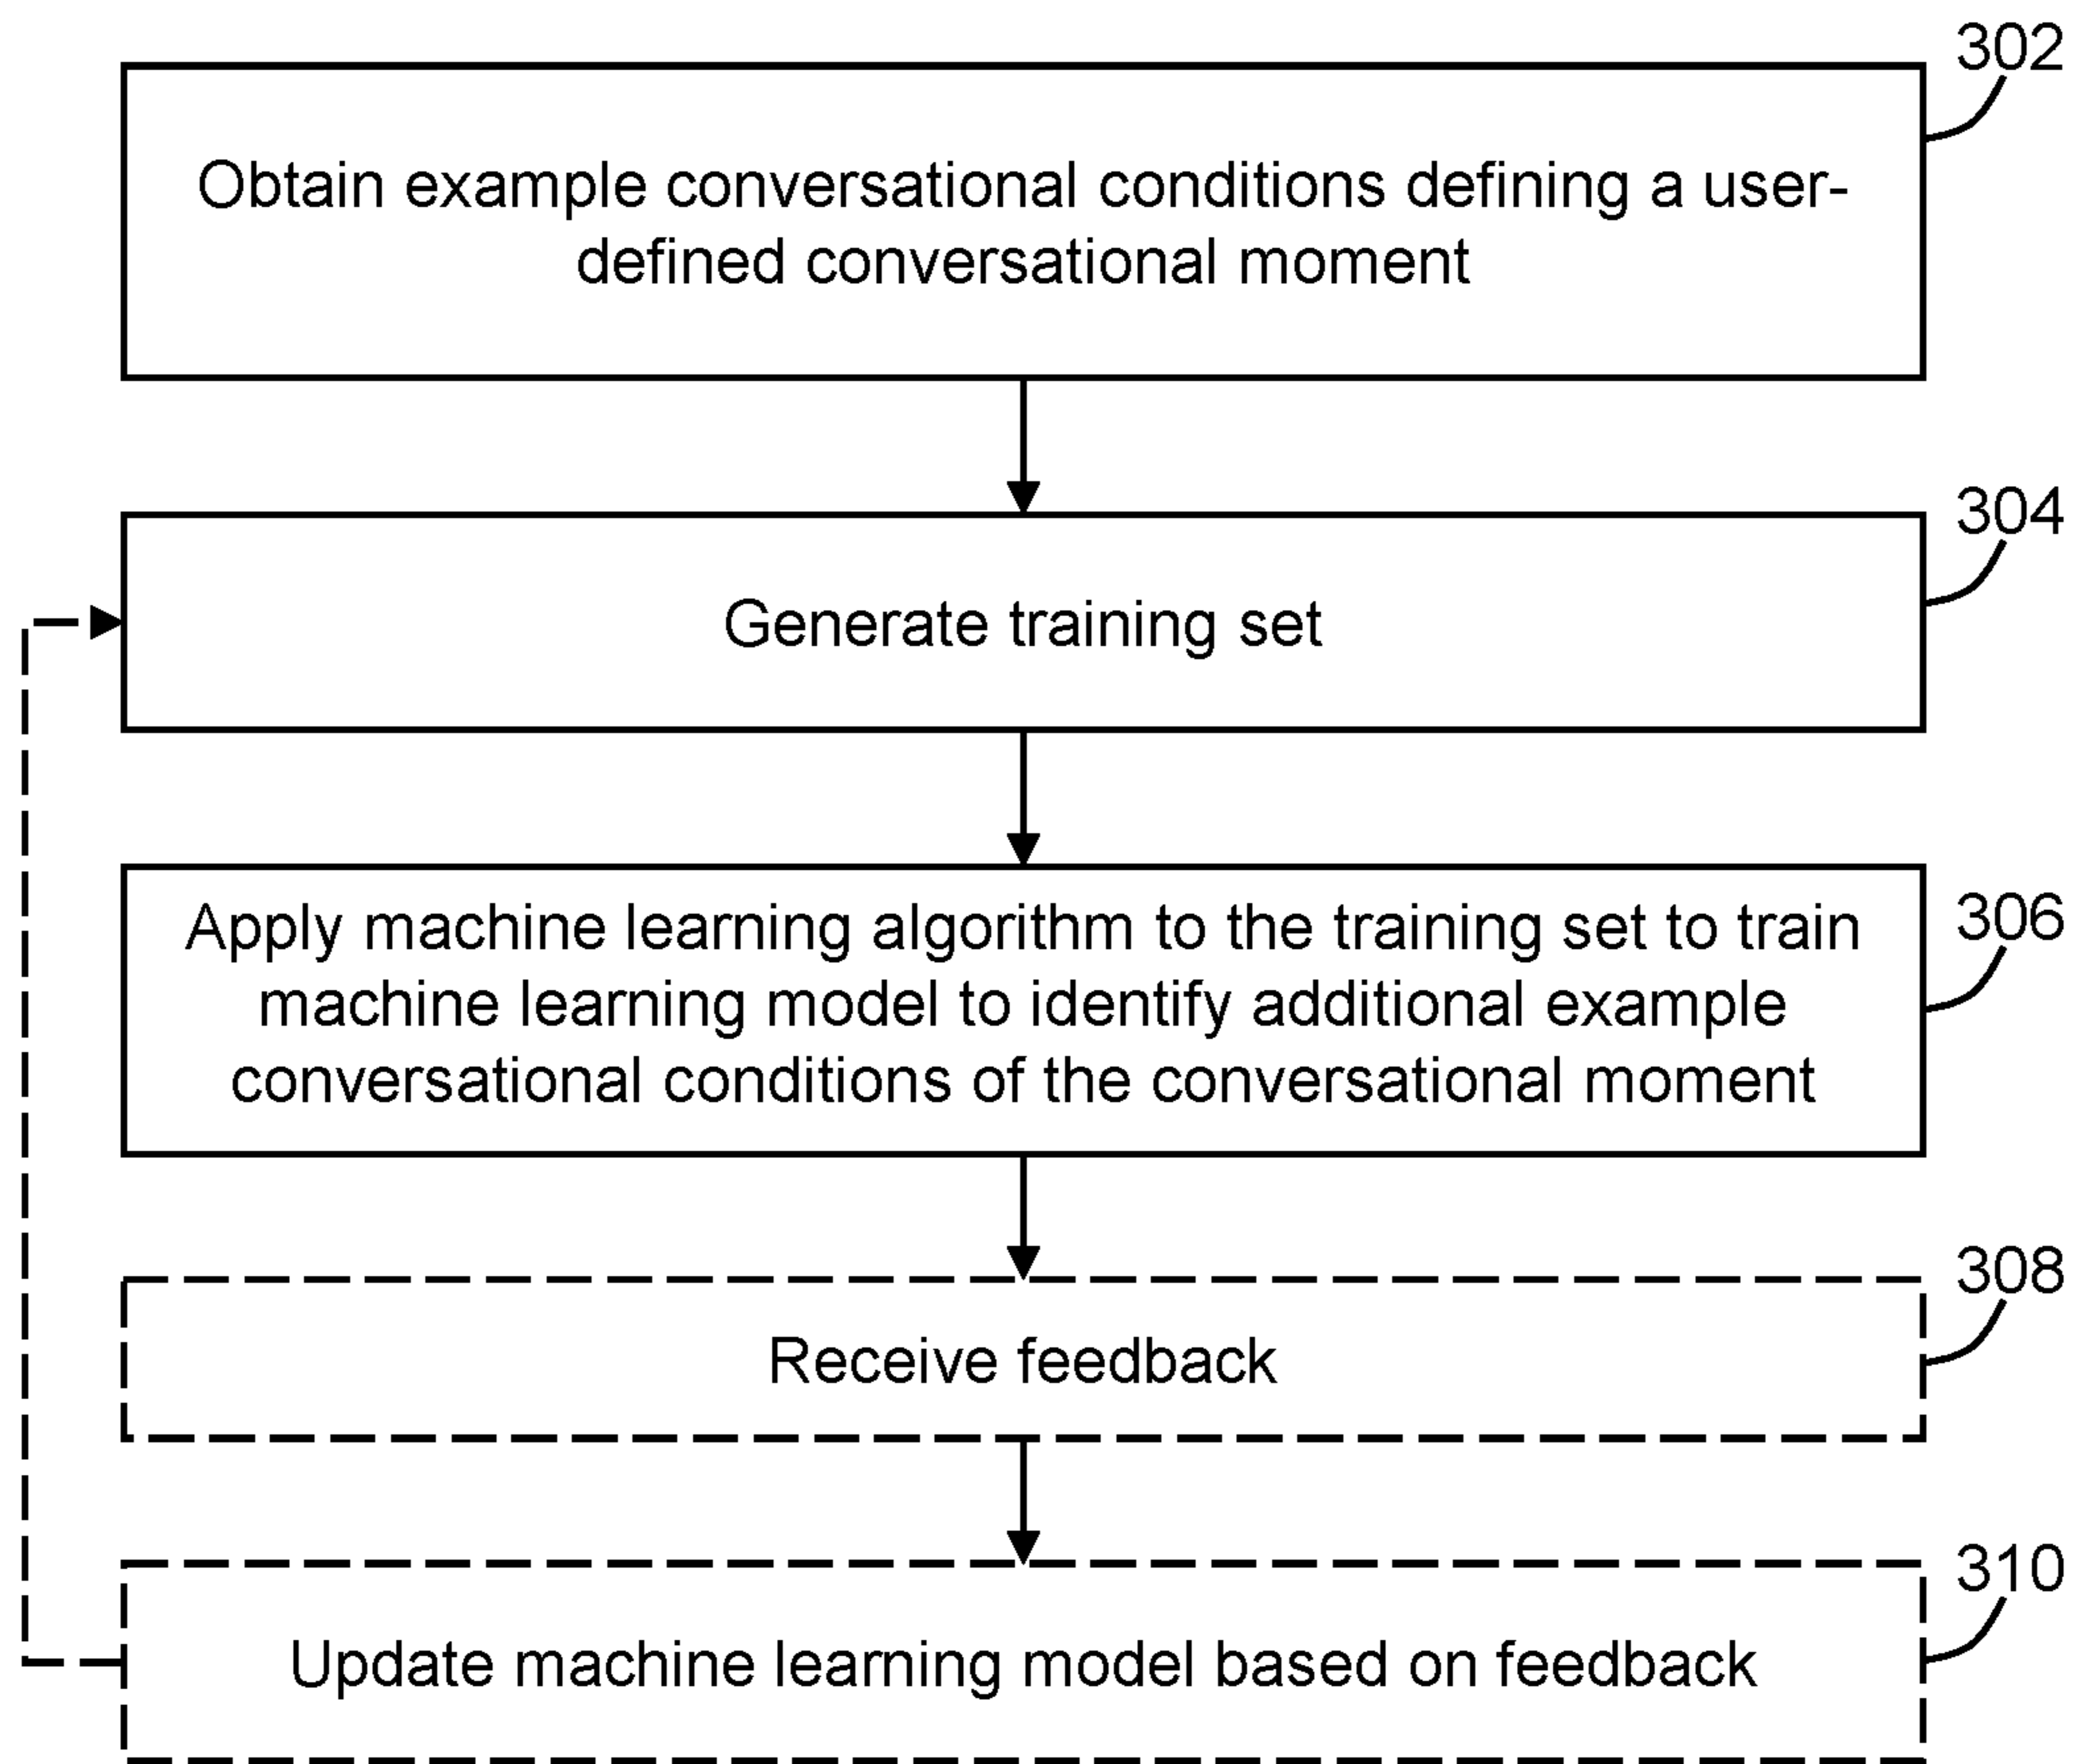 302
Obtain example conversational conditions defining a user-
defined conversational moment
304
Generate training set
306
Apply machine learning algorithm to the training set to train
machine learning model to identify additional example
conversational conditions of the conversational moment
308
Receive feedback
310
Update machine learning model based on feedback